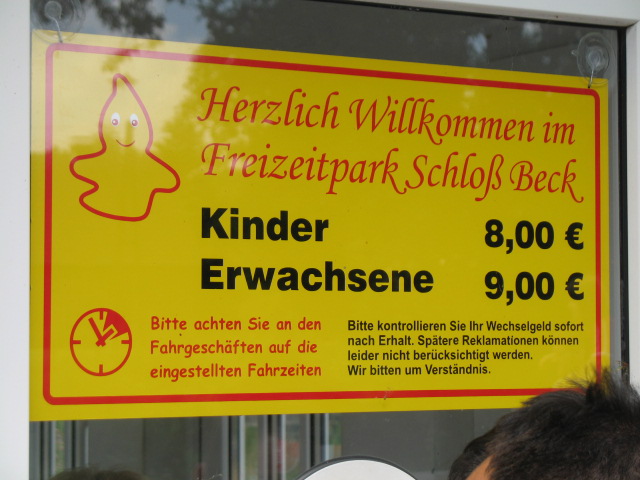 Herzlich Willkommen im
Freizeitpark Schloß Beck
Kinder 8,00 €
Erwachsene 9,00 €
Bitte achten Sie an den
Fahrgeschäften auf die
eingestellten Fahrzeiten
Bitte kontrollieren Sie Ihr Wechselgeld sofort
nach Erhalt. Spätere Reklamationen können
leider nicht berücksichtigt werden.
Wir bitten um Verständnis.